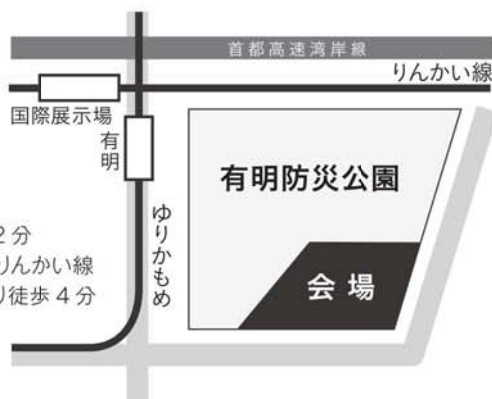 首都高速湾岸線
りんかい線
国際展示場
有明
有明防災公園
ゆりかもめ
2分
りんかい線
り徒歩4分
会場